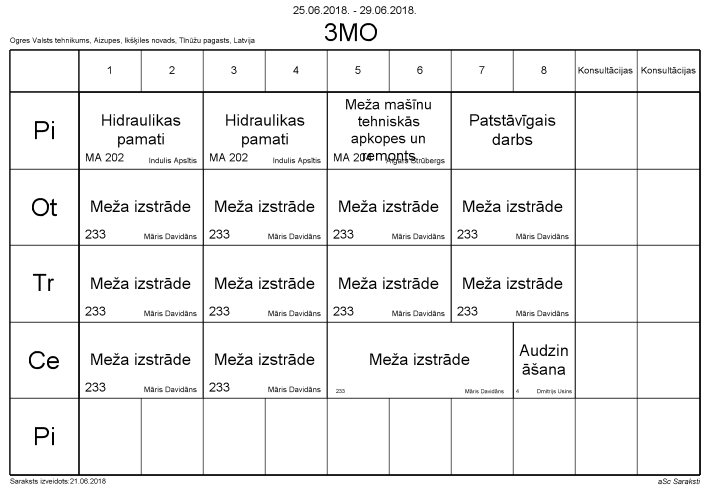 25.06.2018. - 29.06.2018.
3MO
Ogres Valsts tehnikums, Aizupes, Ikšķiles novads, Tīnūžu pagasts, Latvija
1 2 3 4 5 6 7 8 Konsultācijas Konsultācijas
Pi
Hidraulikas
pamati
MA 202 Indulis Apsītis
Hidraulikas
pamati
MA 202 Indulis Apsītis
Meža mašīnu
tehniskās
apkopes un
remonts
MA 204 Aigars Strūbergs
Patstāvīgais
darbs
Ot
Meža izstrāde
233 Māris Davidāns
Meža izstrāde
233 Māris Davidāns
Meža izstrāde
233 Māris Davidāns
Meža izstrāde
233 Māris Davidāns
Tr
Meža izstrāde
233 Māris Davidāns
Meža izstrāde
233 Māris Davidāns
Meža izstrāde
233 Māris Davidāns
Meža izstrāde
233 Māris Davidāns
Ce
Meža izstrāde
233 Māris Davidāns
Meža izstrāde
233 Māris Davidāns
Meža izstrāde
233 Māris Davidāns
Audzin
āšana
4 Dmitrijs Usins
Pi
Saraksts izveidots:21.06.2018
aSc Saraksti